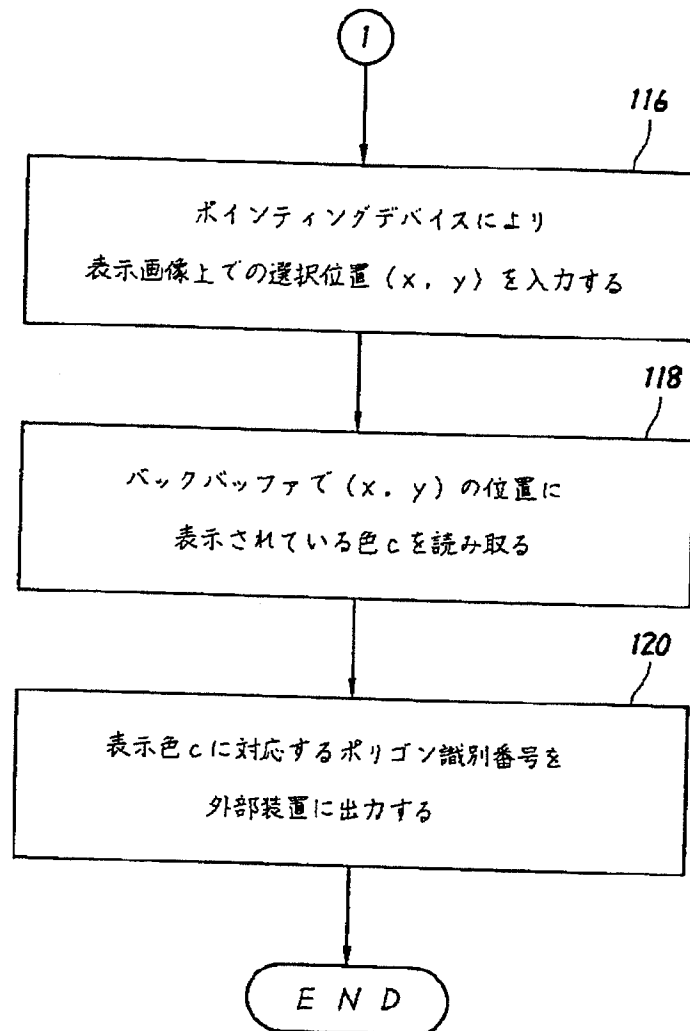 1
116
ポインティングデバイスにより
表示画像上での選択位置(x, y)を入力する
118
バックバッファで(x, y)の位置に
表示されている色cを読み取る
120
表示色cに対応するポリゴン識別番号を
外部装置に出力する
END